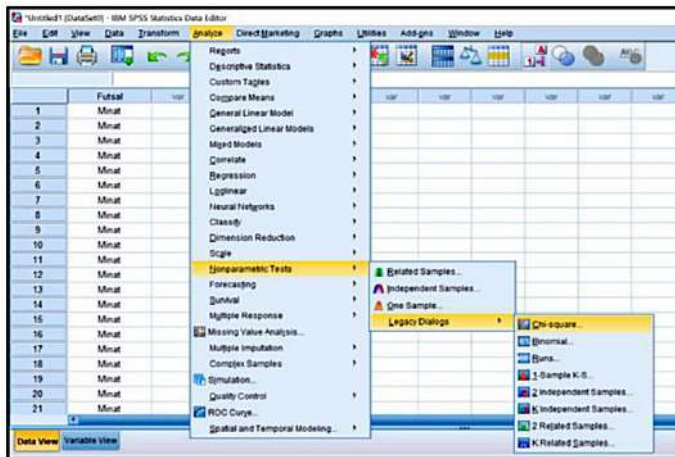 *Untitled1 [DataSet0] - IBM SPSS Statistics Data Editor
File Edit View Data Transform Analyze Direct Marketing Graphs Utilities Add-ons Window Help
Reports
Descriptive Statistics
Custom Tables
Compare Means
General Linear Model
Generalized Linear Models
Mixed Models
Correlate
Regression
Loglinear
Neural Networks
Classify
Dimension Reduction
Scale
Nonparametric Tests
Forecasting
Survival
Multiple Response
Missing Value Analysis...
Multiple Imputation
Complex Samples
Simulation...
Quality Control
ROC Curve...
Spatial and Temporal Modeling...
Related Samples...
Independent Samples...
One Sample...
Legacy Dialogs
Chi-square...
Binomial...
Runs...
1-Sample K-S...
2 Independent Samples...
K Independent Samples...
2 Related Samples...
K Related Samples...
Futsal var var var var var var
1 Minat
2 Minat
3 Minat
4 Minat
5 Minat
6 Minat
7 Minat
8 Minat
9 Minat
10 Minat
11 Minat
12 Minat
13 Minat
14 Minat
15 Minat
16 Minat
17 Minat
18 Minat
19 Minat
20 Minat
21 Minat
Data View Variable View